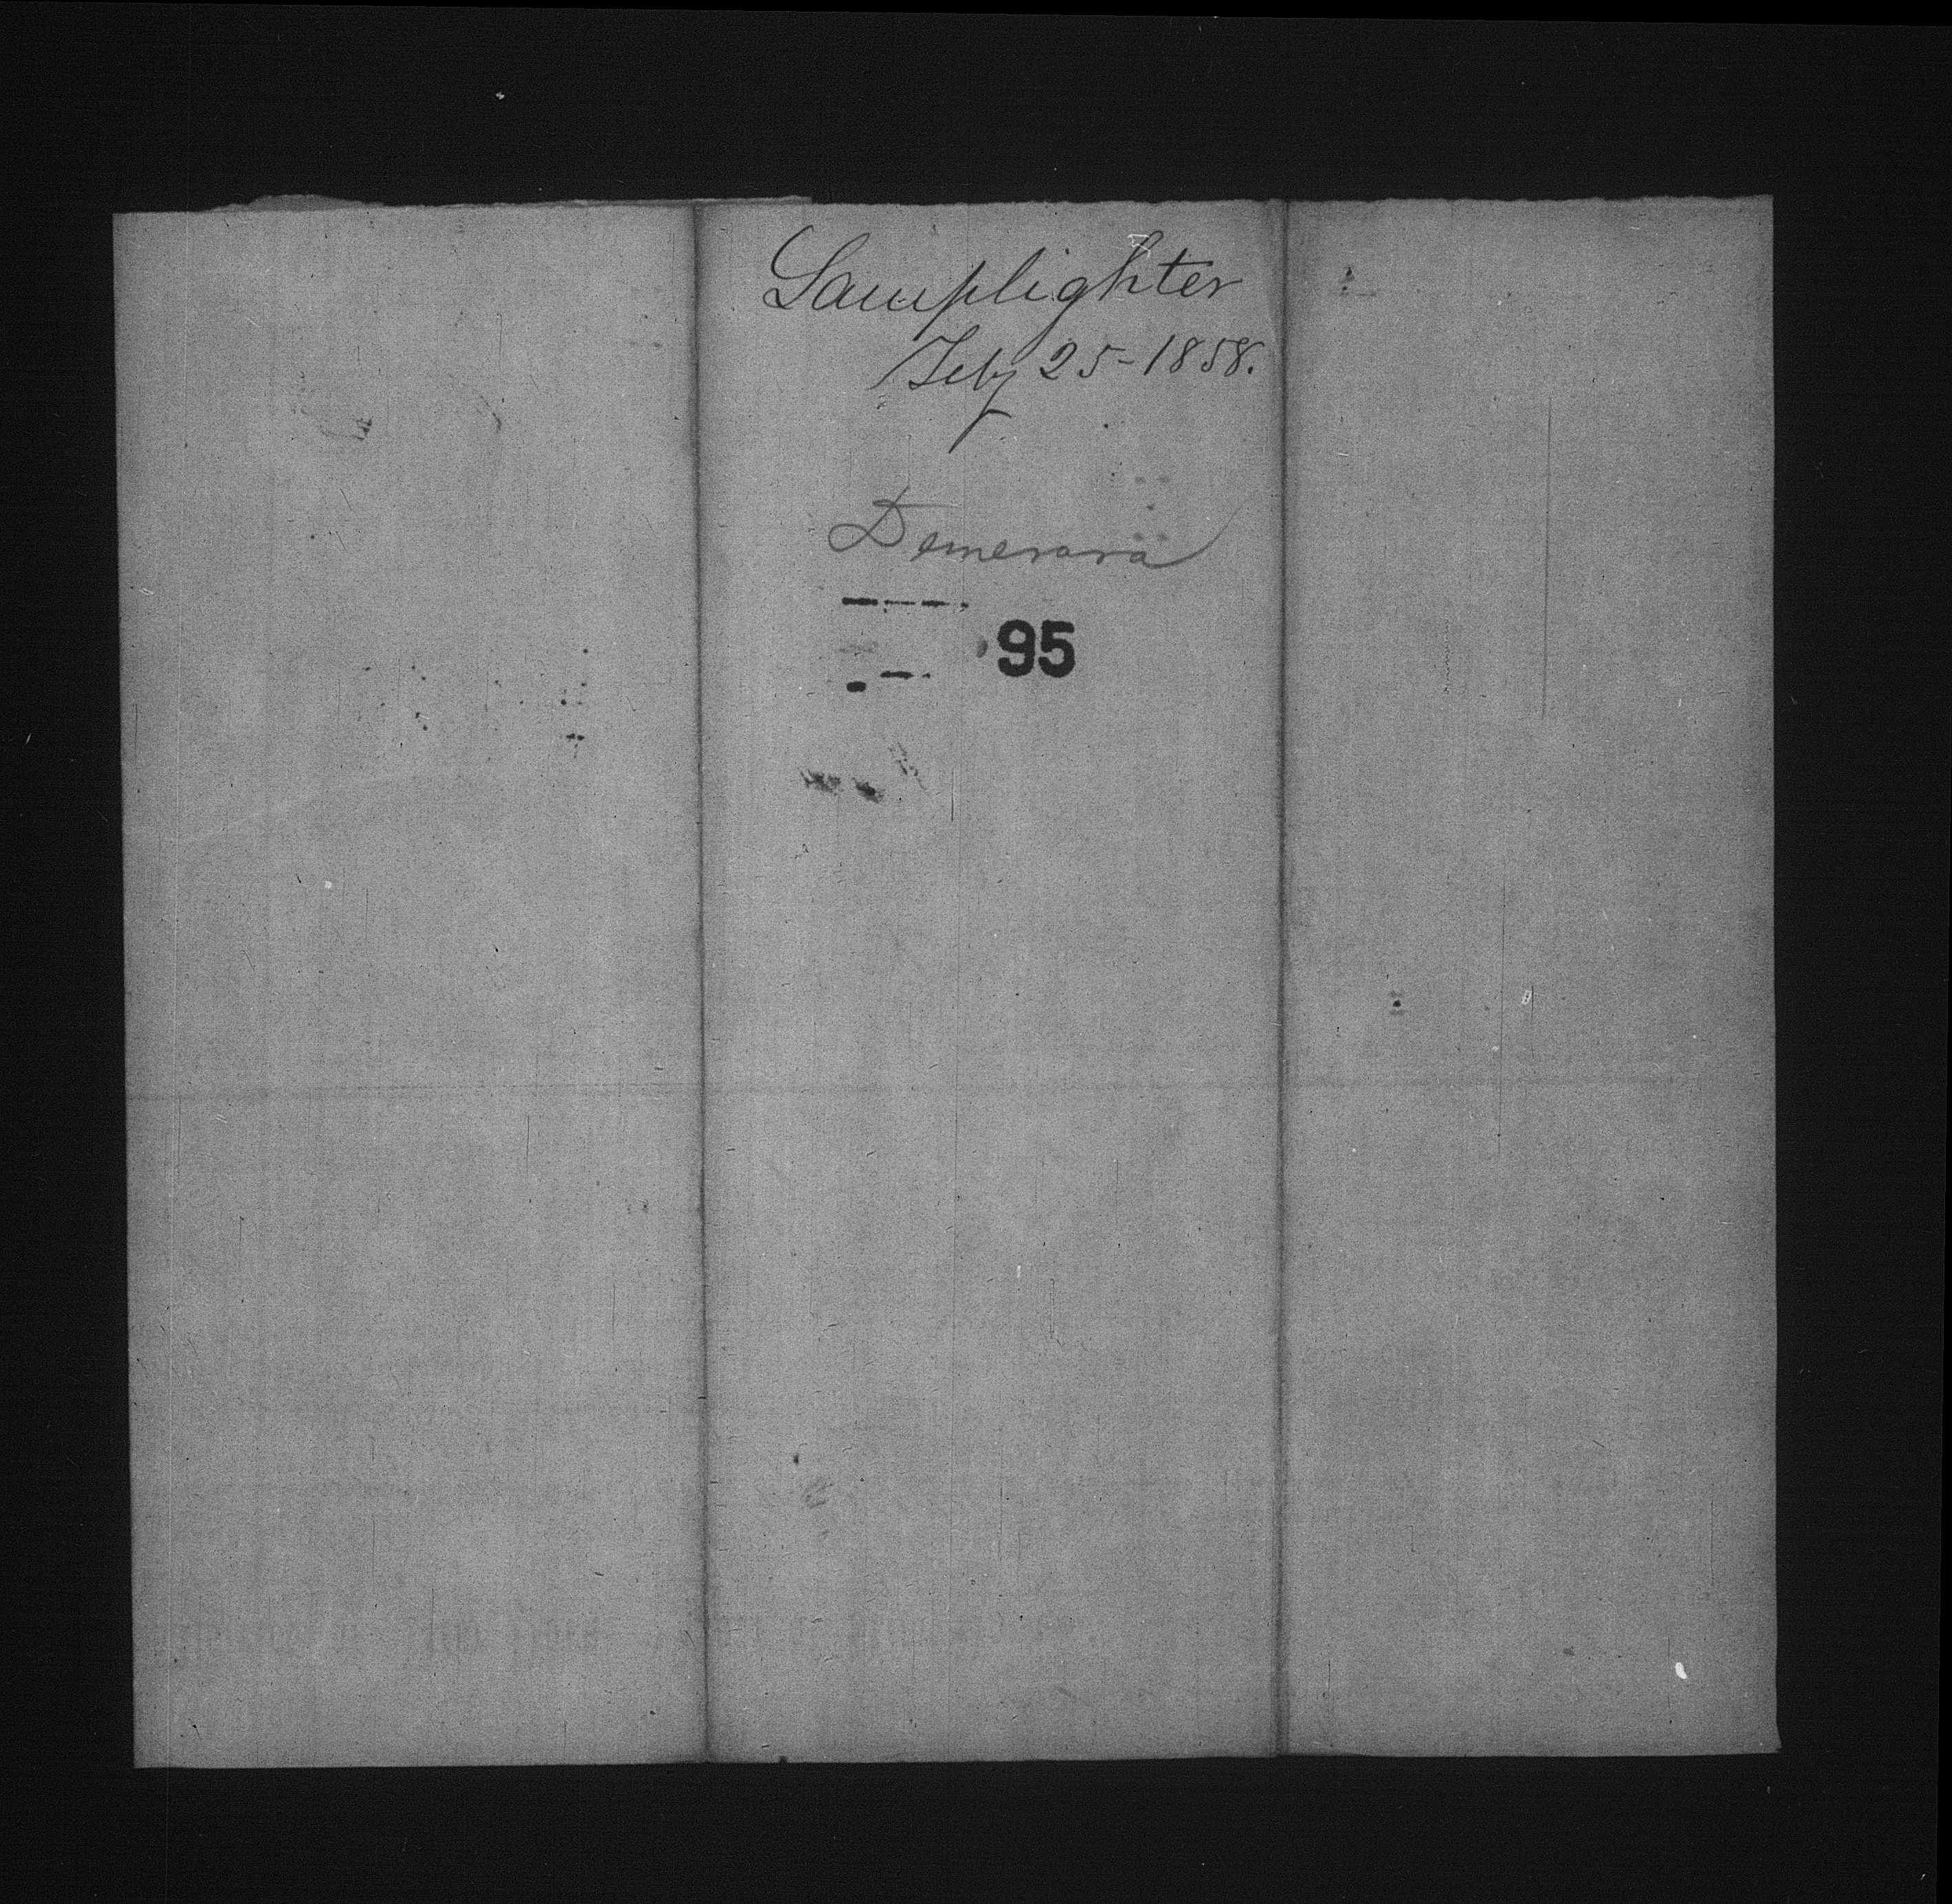 Lamplighter
Feby 25-1858.
Demerara
95